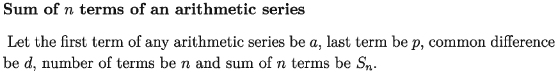 Sum of n terms of an arithmetic series
Let the first term of any arithmetic series be a, last term be p, common difference
be d, number of terms be n and sum of n terms be Sₙ.